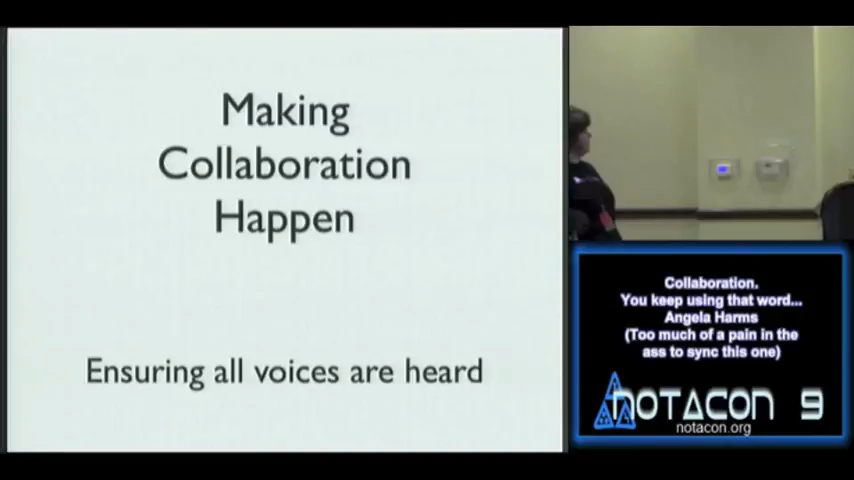 Making
Collaboration
Happen
Ensuring all voices are heard
Collaboration.
You keep using that word...
Angela Harms
(Too much of a pain in the
ass to sync this one)
NOTACON 9
notacon.org